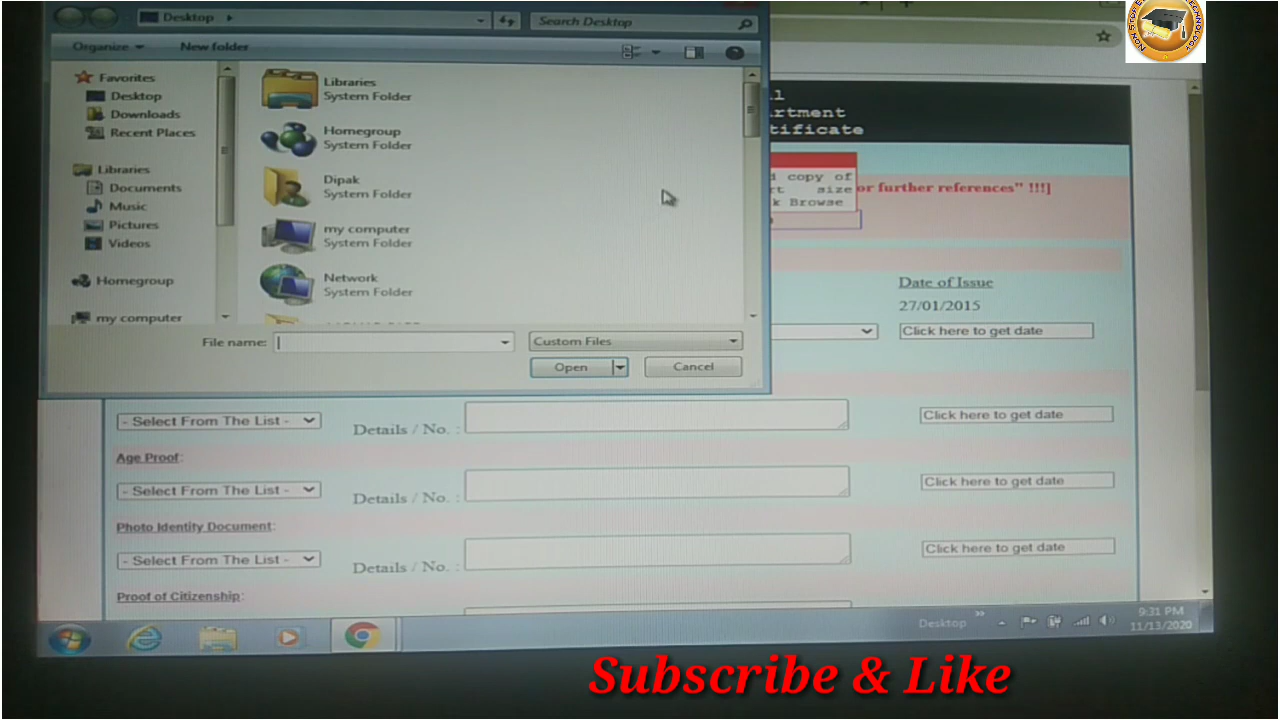 Desktop
Search Desktop
Organize
New folder
Favorites
Desktop
Downloads
Recent Places
Libraries
Documents
Music
Pictures
Videos
Homegroup
my computer
Libraries
System Folder
Homegroup
System Folder
Dipak
System Folder
my computer
System Folder
Network
System Folder
File name:
Custom Files
Open
Cancel
rtment
tificate
copy of
size or further references" !!!]
k Browse
Date of Issue
27/01/2015
Click here to get date
- Select From The List -
Details / No. :
Click here to get date
Age Proof:
- Select From The List -
Details / No. :
Click here to get date
Photo Identity Document:
- Select From The List -
Details / No. :
Click here to get date
Proof of Citizenship:
Desktop
9:31 PM
11/13/2020
Subscribe & Like